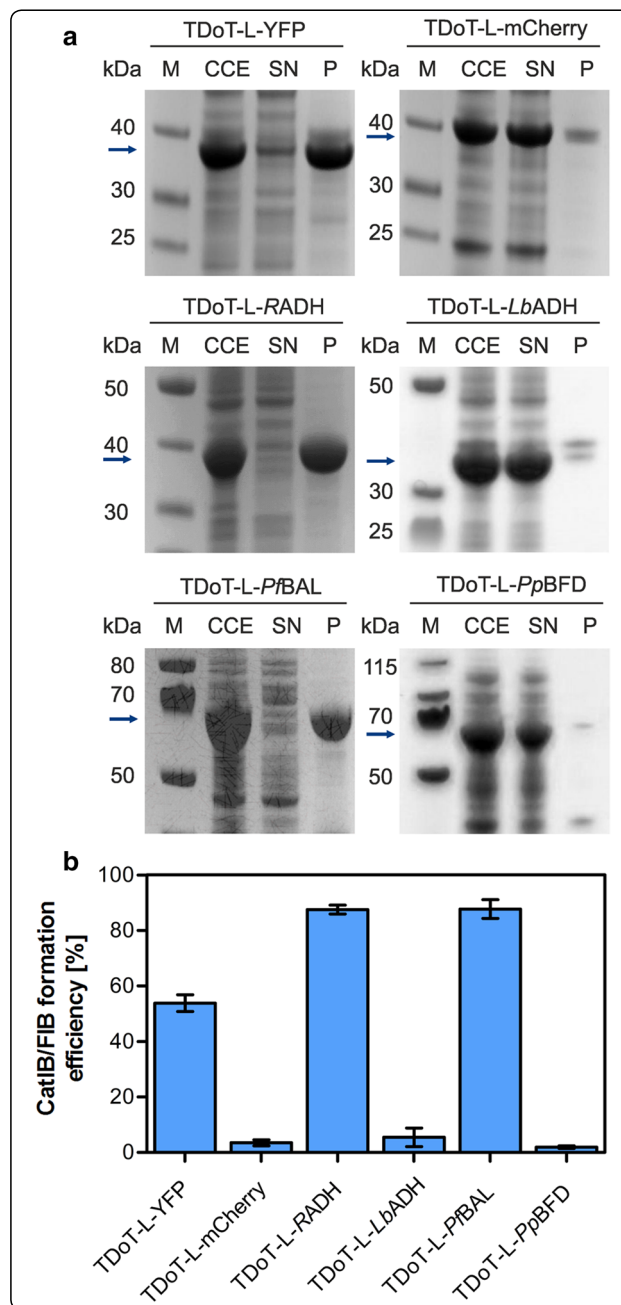 a
TDoT-L-YFP
kDa M CCE SN P
40
30
25
TDoT-L-mCherry
kDa M CCE SN P
40
30
25
TDoT-L-RADH
kDa M CCE SN P
50
40
30
TDoT-L-LbADH
kDa M CCE SN P
50
30
25
TDoT-L-PfBAL
kDa M CCE SN P
80
70
50
TDoT-L-PpBFD
kDa M CCE SN P
115
70
50
b
CatIB/FIB formation
efficiency [%]
100
80
60
40
20
0
TDoT-L-YFP
TDoT-L-mCherry
TDoT-L-RADH
TDoT-L-LbADH
TDoT-L-PfBAL
TDoT-L-PpBFD